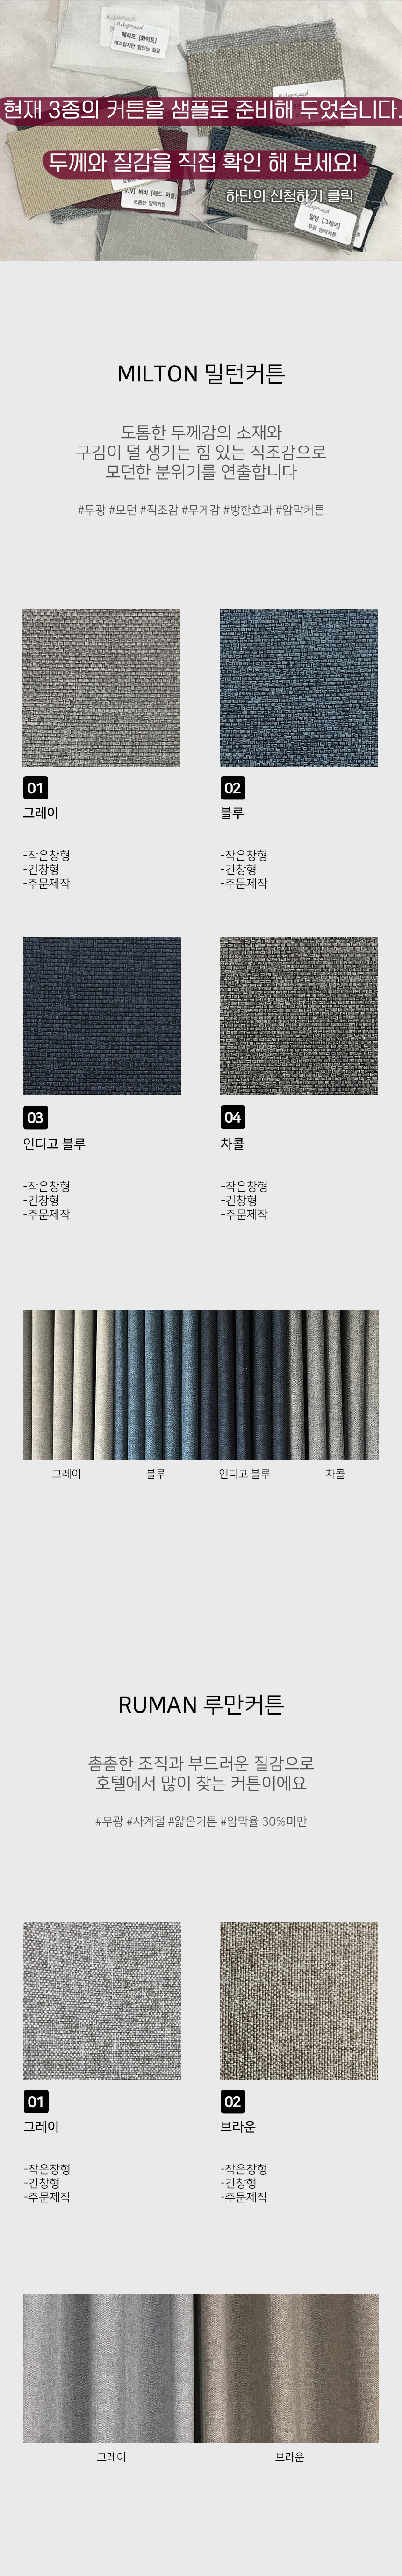 Milymood
Milymood
헤리프 [화이트]
매끄럽지만 힘있는 질감
현재 3종의 커튼을 샘플로 준비해 두었습니다.
두께와 질감을 직접 확인 해 보세요!
비비 [레드 퍼플]
도톰한 암막커튼
하단의 신청하기 클릭
Milymood
밀턴 [그레이]
무광 암막커튼
MILTON 밀턴커튼
도톰한 두께감의 소재와
구김이 덜 생기는 힘 있는 직조감으로
모던한 분위기를 연출합니다
#무광 #모던 #직조감 #무게감 #방한효과 #암막커튼
01
그레이
-작은창형
-긴창형
-주문제작
02
블루
-작은창형
-긴창형
-주문제작
03
인디고 블루
-작은창형
-긴창형
-주문제작
04
차콜
-작은창형
-긴창형
-주문제작
그레이 블루 인디고 블루 차콜
RUMAN 루만커튼
촘촘한 조직과 부드러운 질감으로
호텔에서 많이 찾는 커튼이에요
#무광 #사계절 #얇은커튼 #암막율 30%미만
01
그레이
-작은창형
-긴창형
-주문제작
02
브라운
-작은창형
-긴창형
-주문제작
그레이 브라운